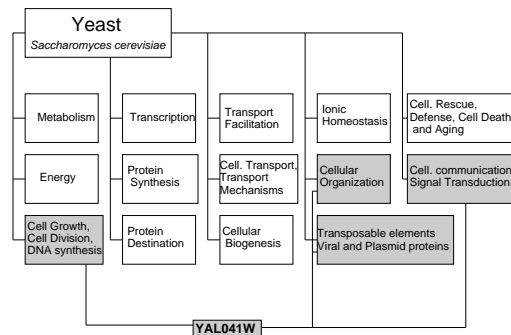 Yeast
Saccharomyces cerevisiae
Metabolism
Transcription
Transport
Facilitation
Ionic
Homeostasis
Cell. Rescue,
Defense, Cell Death
and Aging
Energy
Protein
Synthesis
Cell. Transport,
Transport
Mechanisms
Cellular
Organization
Cell. communication
Signal Transduction
Cell Growth,
Cell Division,
DNA synthesis
Protein
Destination
Cellular
Biogenesis
Transposable elements
Viral and Plasmid proteins
YAL041W